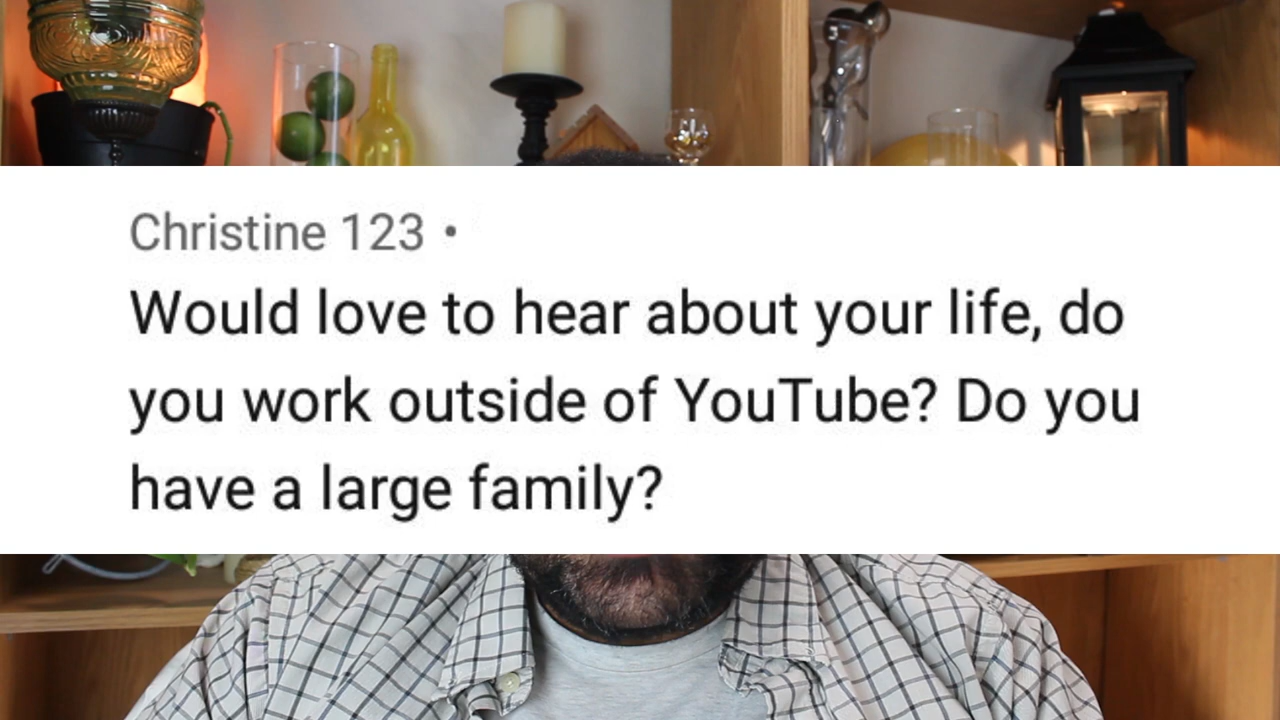 Christine 123 •
Would love to hear about your life, do
you work outside of YouTube? Do you
have a large family?